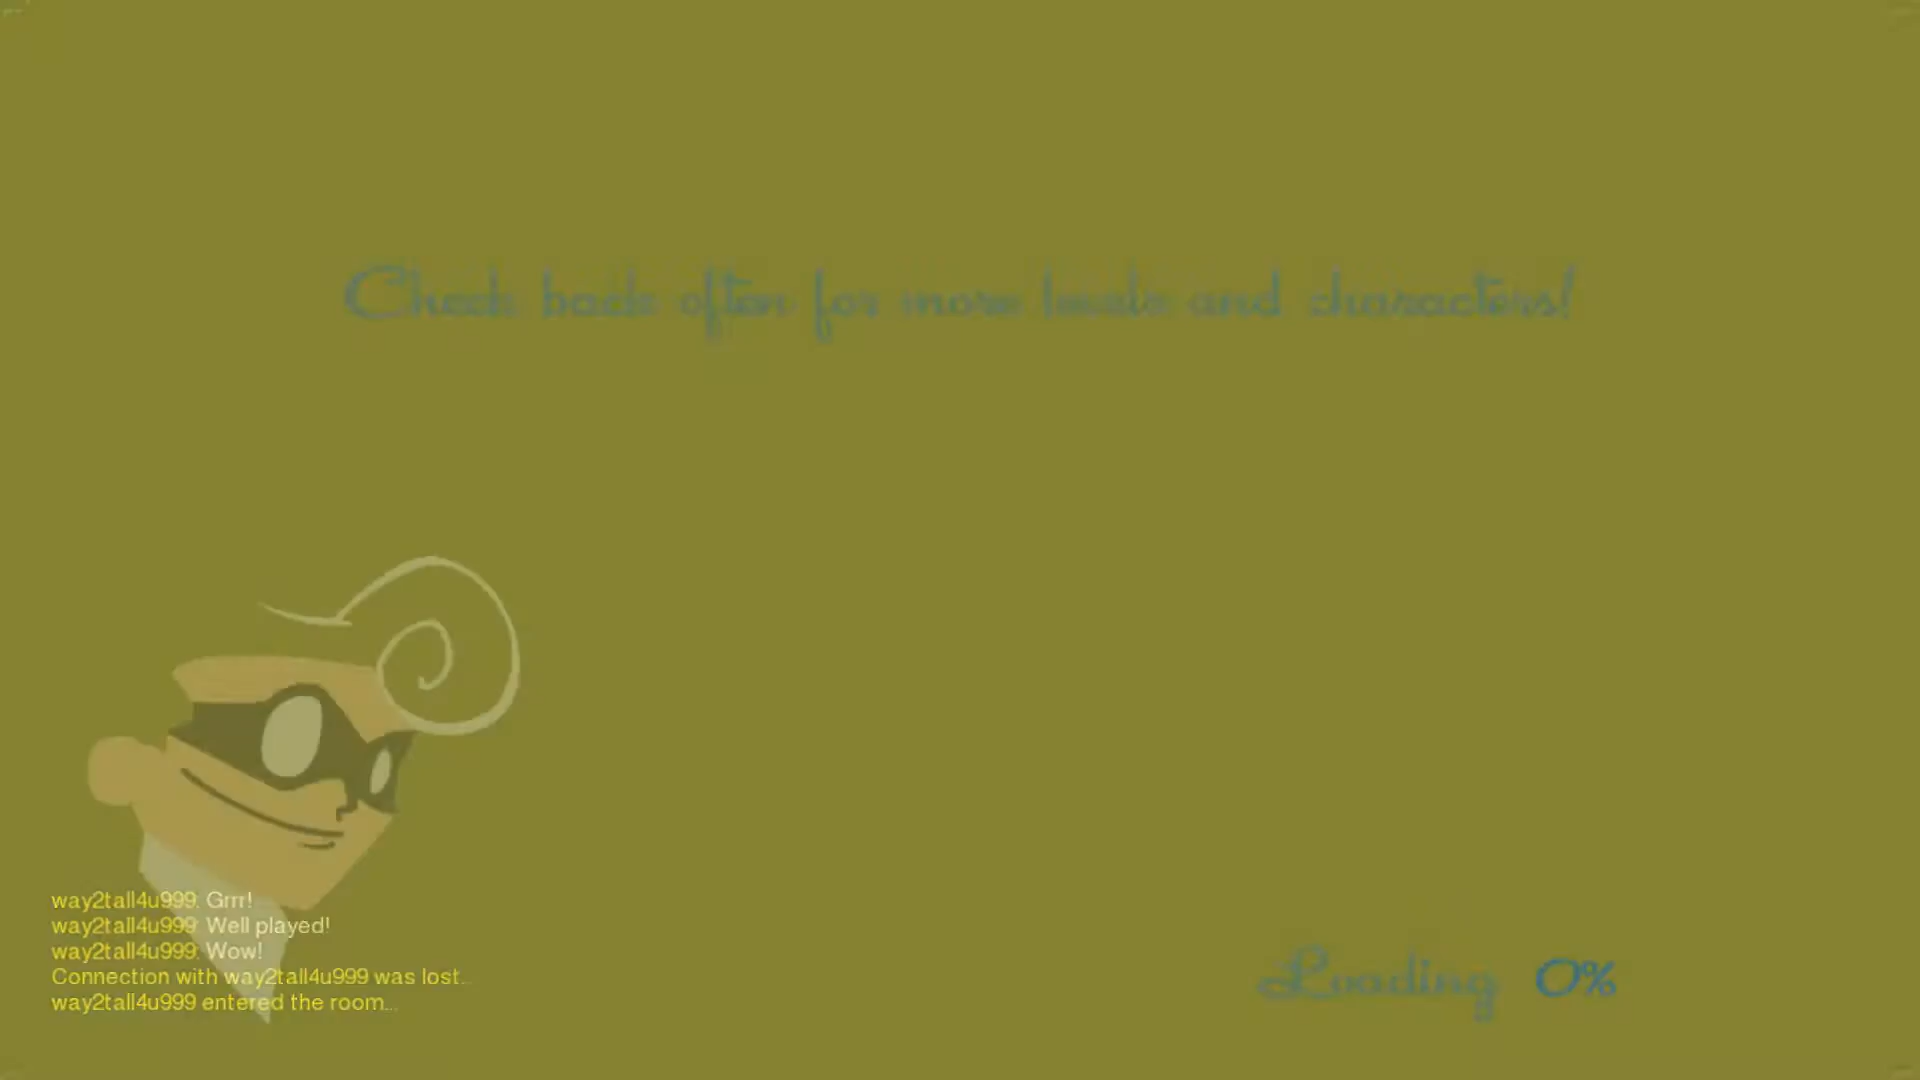 Check back often for more levels and characters!
way2tall4u999: Grrr!
way2tall4u999: Well played!
way2tall4u999: Wow!
Connection with way2tall4u999 was lost...
way2tall4u999 entered the room...
Loading 0%